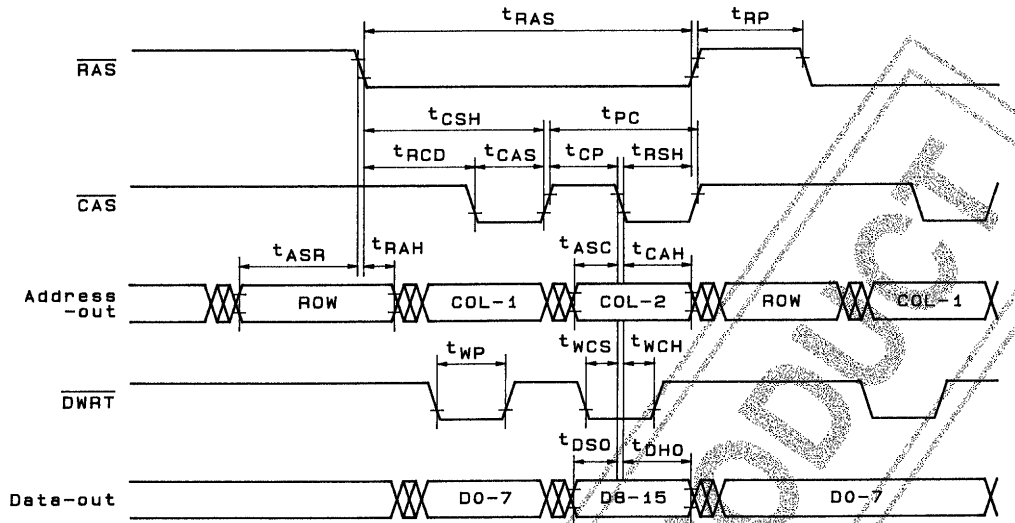 tRAS tRP
RAS
tCSH tPC
tRCD tCAS tCP tRSH
CAS
tASR tRAH tASC tCAH
Address
-out
ROW COL-1 COL-2 ROW COL-1
tWP tWCS tWCH
DWRT
tDSO tDHO
Data-out D0-7 D8-15 D0-7
ODUCT